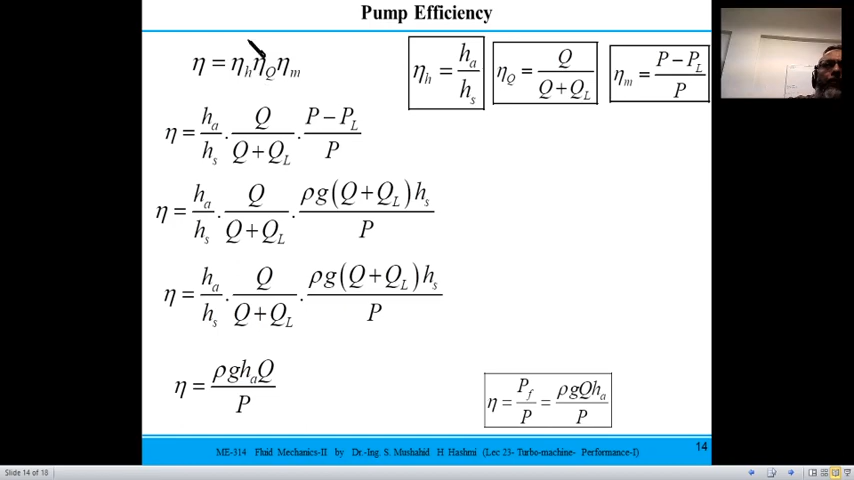 Pump Efficiency
η = η_h η_Q η_m
η_h = h_a / h_s
η_Q = Q / (Q + Q_L)
η_m = (P − P_L) / P
η = h_a / h_s . Q / (Q + Q_L) . (P − P_L) / P
η = h_a / h_s . Q / (Q + Q_L) . ρg(Q + Q_L)h_s / P
η = h_a / h_s . Q / (Q + Q_L) . ρg(Q + Q_L)h_s / P
η = ρgh_aQ / P
η = P_f / P = ρgQh_a / P
ME-314 Fluid Mechanics-II by Dr.-Ing. S. Mushahid H Hashmi (Lec 23- Turbo-machine- Performance-I)
14
Slide 14 of 18